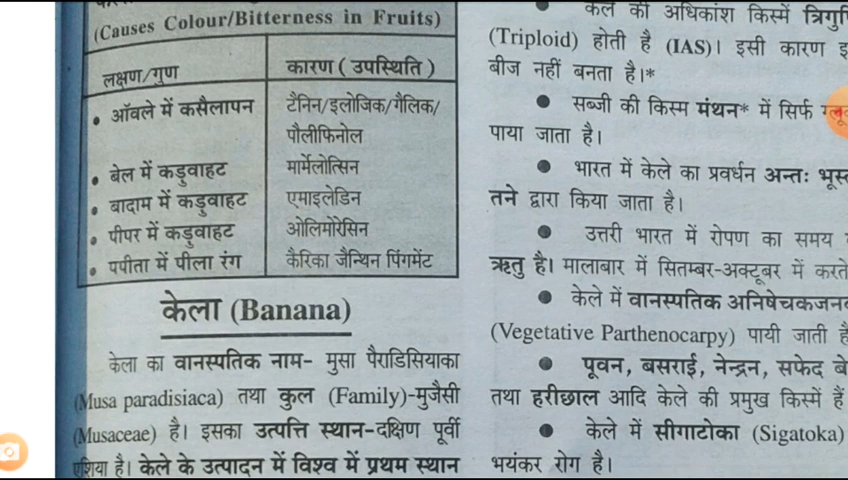 (Causes Colour/Bitterness in Fruits)
लक्षण/गुण कारण ( उपस्थिति )
• ऑवले में कसैलापन टैनिन/इलोजिक/गैलिक/
पौलीफिनोल
• बेल में कड़ुवाहट मार्मेलोत्सिन
• बादाम में कड़ुवाहट एमाइलेडिन
• पीपर में कड़ुवाहट ओलिमोरेसिन
• पपीता में पीला रंग कैरिका जैन्थिन पिंगमेंट
केला (Banana)
केला का वानस्पतिक नाम- मुसा पैराडिसियाका
(Musa paradisiaca) तथा कुल (Family)-मुजैसी
(Musaceae) है। इसका उत्पत्ति स्थान-दक्षिण पूर्वी
एशिया है। केले के उत्पादन में विश्व में प्रथम स्थान
● केले की अधिकांश किस्में
(Triploid) होती है (IAS)। इसी कारण
बीज नहीं बनता है।*
● सब्जी की किस्म मंथन* में सिर्फ
पाया जाता है।
● भारत में केले का प्रवर्धन अन्तः
तने द्वारा किया जाता है।
● उत्तरी भारत में रोपण का समय
ऋतु है। मालाबार में सितम्बर-अक्टूबर में करते
● केले में वानस्पतिक अनिषेचकजन
(Vegetative Parthenocarpy) पायी जाती है
● पूवन, बसराई, नेन्द्रन, सफेद
तथा हरीछाल आदि केले की प्रमुख किस्में हैं
● केले में सीगाटोका (Sigatoka)
भयंकर रोग है।